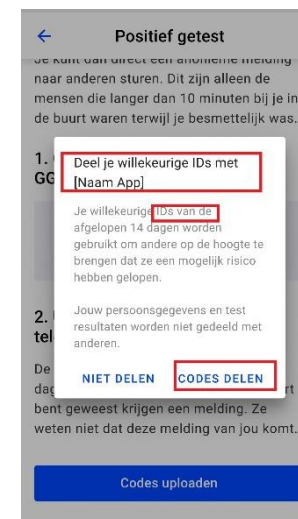 Positief getest
Je kunt dan direct een anonieme melding
naar anderen sturen. Dit zijn alleen de
mensen die langer dan 10 minuten bij je in
de buurt waren terwijl je besmettelijk was.
1.
GG
Deel je willekeurige IDs met
[Naam App]
Je willekeurige IDs van de
afgelopen 14 dagen worden
gebruikt om andere op de hoogte te
brengen dat ze een mogelijk risico
hebben gelopen.
Jouw persoonsgegevens en test
resultaten worden niet gedeeld met
anderen.
NIET DELEN CODES DELEN
2.
tel
De
dag rt
bent geweest krijgen een melding. Ze
weten niet dat deze melding van jou komt.
Codes uploaden